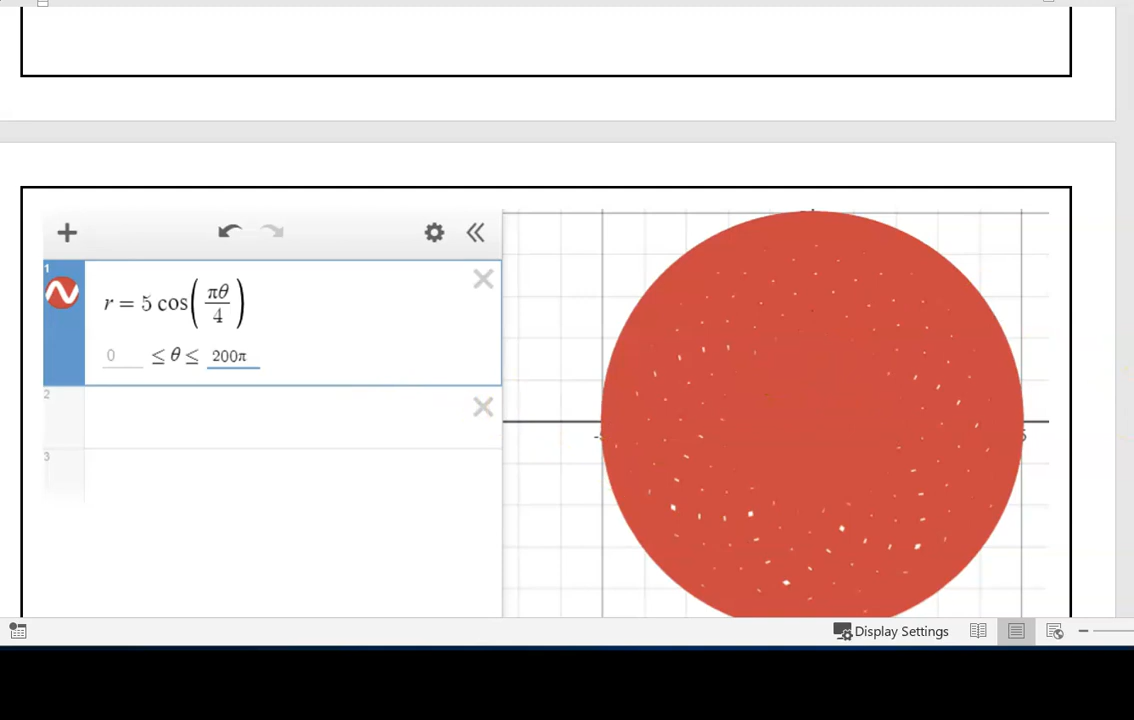 1
r = 5 cos(πθ/4)
0 ≤ θ ≤ 200π
2
3
Display Settings